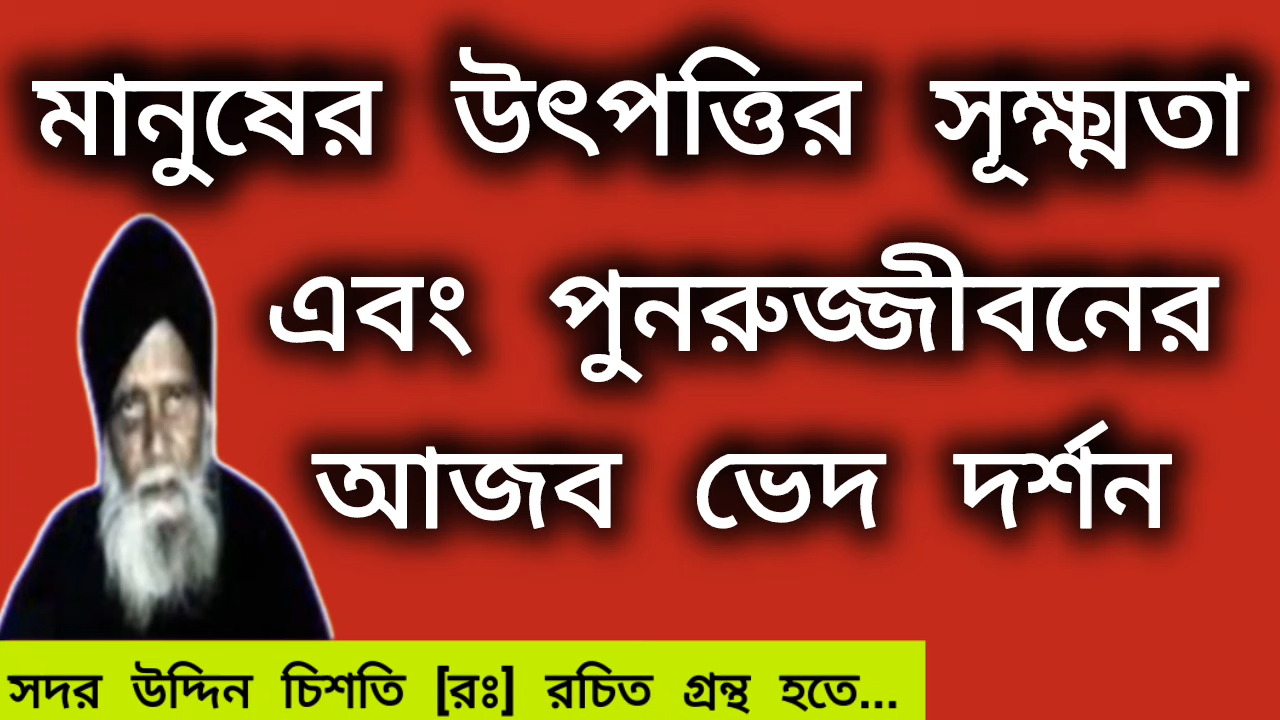 মানুষের উৎপত্তির সূক্ষ্মতা
এবং পুনরুজ্জীবনের
আজব ভেদ দর্শন
সদর উদ্দিন চিশতি [রঃ] রচিত গ্রন্থ হতে...